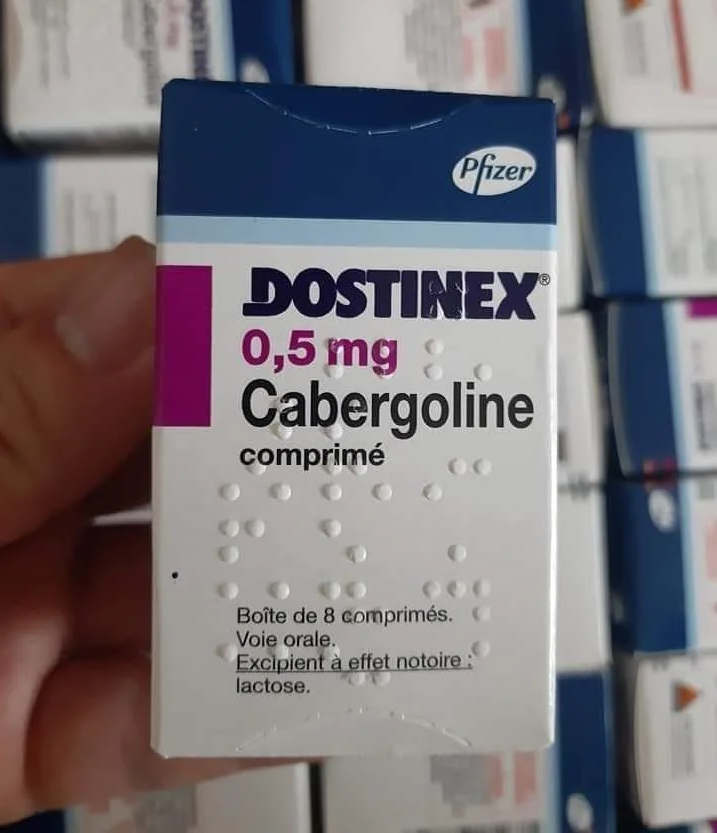 Pfizer
DOSTINEX®
0,5 mg
Cabergoline
comprimé
Boîte de 8 comprimés.
Voie orale.
Excipient à effet notoire :
lactose.